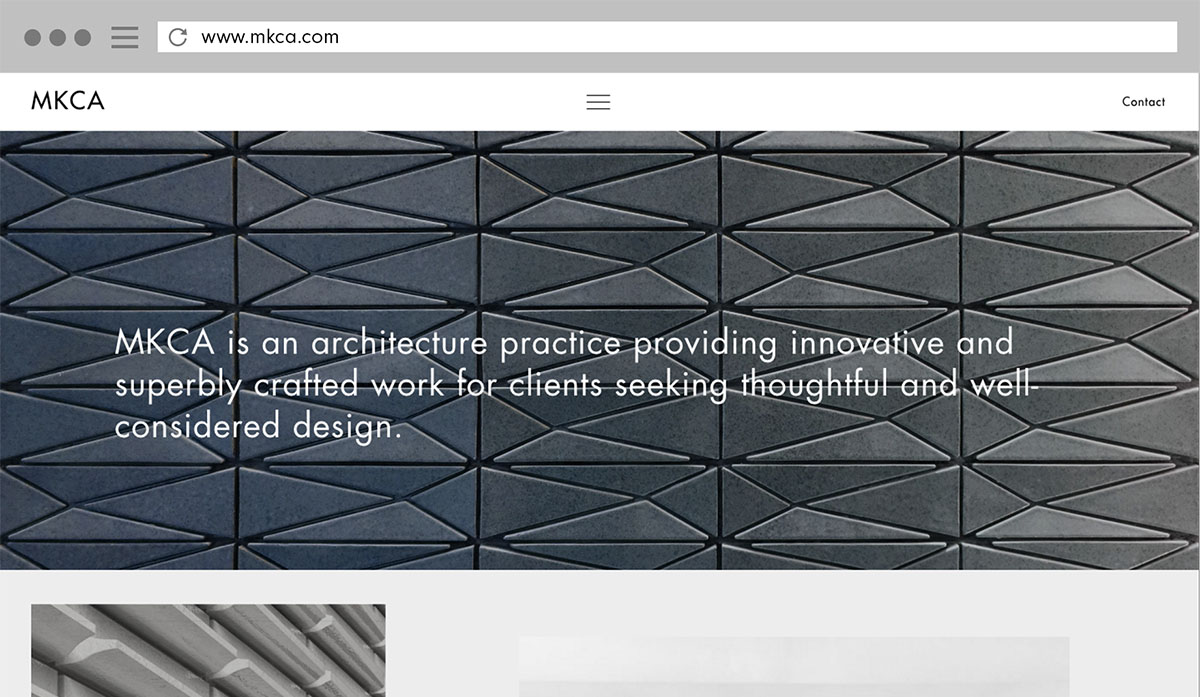 www.mkca.com
MKCA
Contact
MKCA is an architecture practice providing innovative and
superbly crafted work for clients seeking thoughtful and well-
considered design.